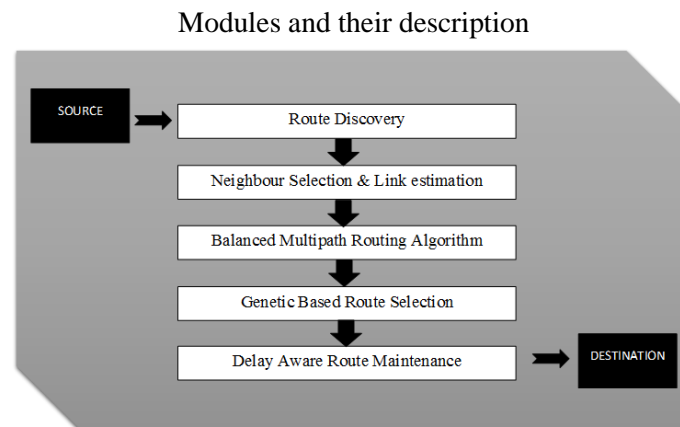 Modules and their description
SOURCE
Route Discovery
Neighbour Selection & Link estimation
Balanced Multipath Routing Algorithm
Genetic Based Route Selection
Delay Aware Route Maintenance
DESTINATION